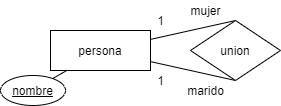 mujer
1
persona
union
1
marido
nombre